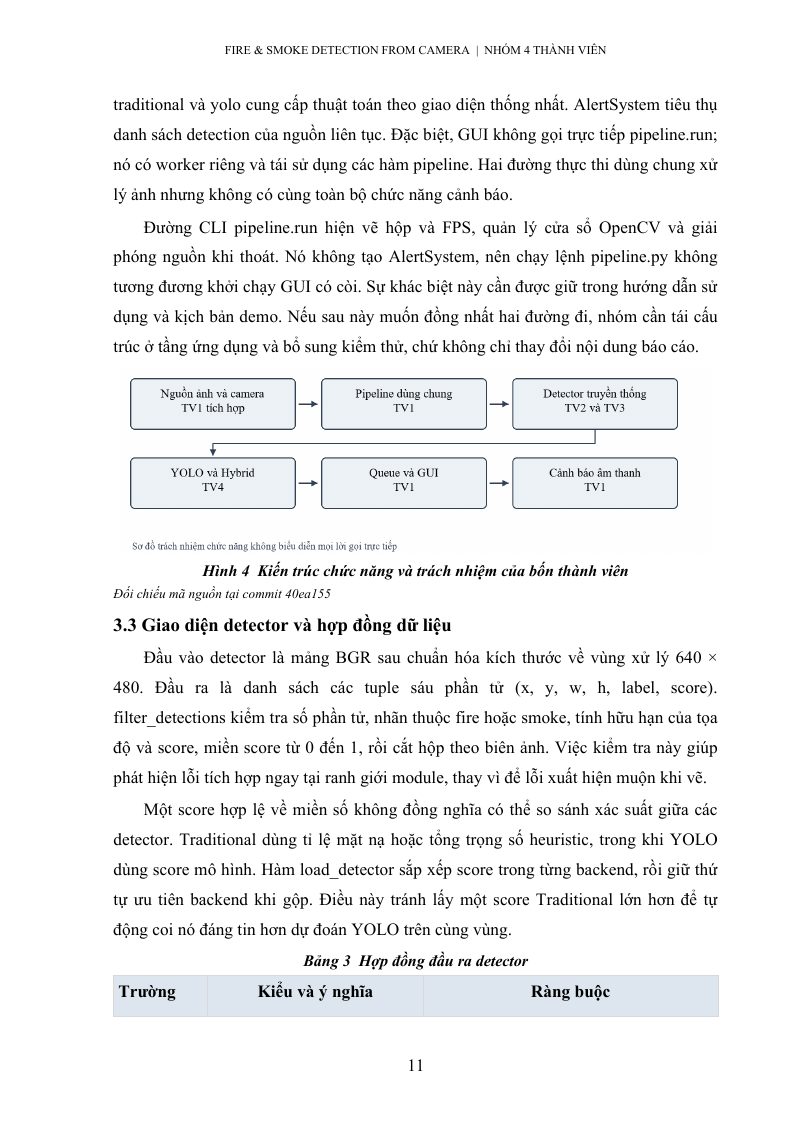 FIRE & SMOKE DETECTION FROM CAMERA | NHÓM 4 THÀNH VIÊN
traditional và yolo cung cấp thuật toán theo giao diện thống nhất. AlertSystem tiêu thụ
danh sách detection của nguồn liên tục. Đặc biệt, GUI không gọi trực tiếp pipeline.run;
nó có worker riêng và tái sử dụng các hàm pipeline. Hai đường thực thi dùng chung xử
lý ảnh nhưng không có cùng toàn bộ chức năng cảnh báo.
Đường CLI pipeline.run hiện vẽ hộp và FPS, quản lý cửa sổ OpenCV và giải
phóng nguồn khi thoát. Nó không tạo AlertSystem, nên chạy lệnh pipeline.py không
tương đương khởi chạy GUI có còi. Sự khác biệt này cần được giữ trong hướng dẫn sử
dụng và kịch bản demo. Nếu sau này muốn đồng nhất hai đường đi, nhóm cần tái cấu
trúc ở tầng ứng dụng và bổ sung kiểm thử, chứ không chỉ thay đổi nội dung báo cáo.
Nguồn ảnh và camera
TV1 tích hợp
Pipeline dùng chung
TV1
Detector truyền thống
TV2 và TV3
YOLO và Hybrid
TV4
Queue và GUI
TV1
Cảnh báo âm thanh
TV1
Sơ đồ trách nhiệm chức năng không biểu diễn mọi lời gọi trực tiếp
Hình 4 Kiến trúc chức năng và trách nhiệm của bốn thành viên
Đối chiếu mã nguồn tại commit 40ea155
3.3 Giao diện detector và hợp đồng dữ liệu
Đầu vào detector là mảng BGR sau chuẩn hóa kích thước về vùng xử lý 640 ×
480. Đầu ra là danh sách các tuple sáu phần tử (x, y, w, h, label, score).
filter_detections kiểm tra số phần tử, nhãn thuộc fire hoặc smoke, tính hữu hạn của tọa
độ và score, miền score từ 0 đến 1, rồi cắt hộp theo biên ảnh. Việc kiểm tra này giúp
phát hiện lỗi tích hợp ngay tại ranh giới module, thay vì để lỗi xuất hiện muộn khi vẽ.
Một score hợp lệ về miền số không đồng nghĩa có thể so sánh xác suất giữa các
detector. Traditional dùng tỉ lệ mặt nạ hoặc tổng trọng số heuristic, trong khi YOLO
dùng score mô hình. Hàm load_detector sắp xếp score trong từng backend, rồi giữ thứ
tự ưu tiên backend khi gộp. Điều này tránh lấy một score Traditional lớn hơn để tự
động coi nó đáng tin hơn dự đoán YOLO trên cùng vùng.
Bảng 3 Hợp đồng đầu ra detector
Trường
Kiểu và ý nghĩa
Ràng buộc
11